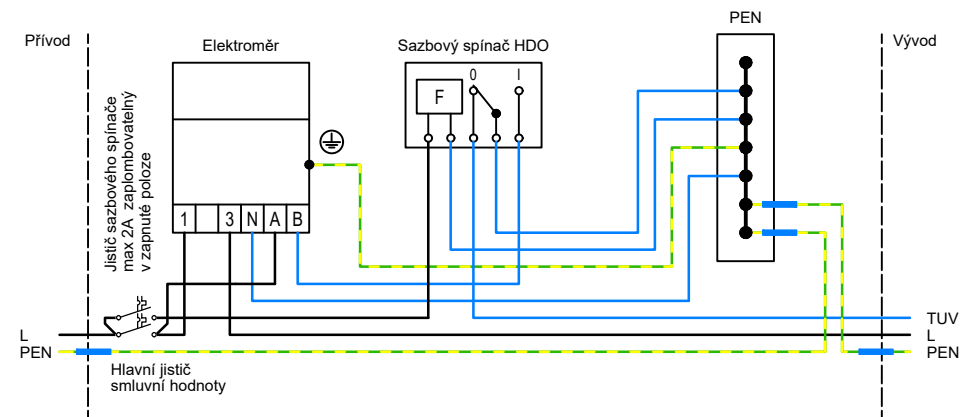 PEN
Přívod
Elektroměr
Sazbový spínač HDO
Vývod
0
I
F
Jistič sazbového spínače
max 2A zaplombovatelný
v zapnuté poloze
1
3
N
A
B
L
PEN
TUV
L
PEN
Hlavní jistič
smluvní hodnoty